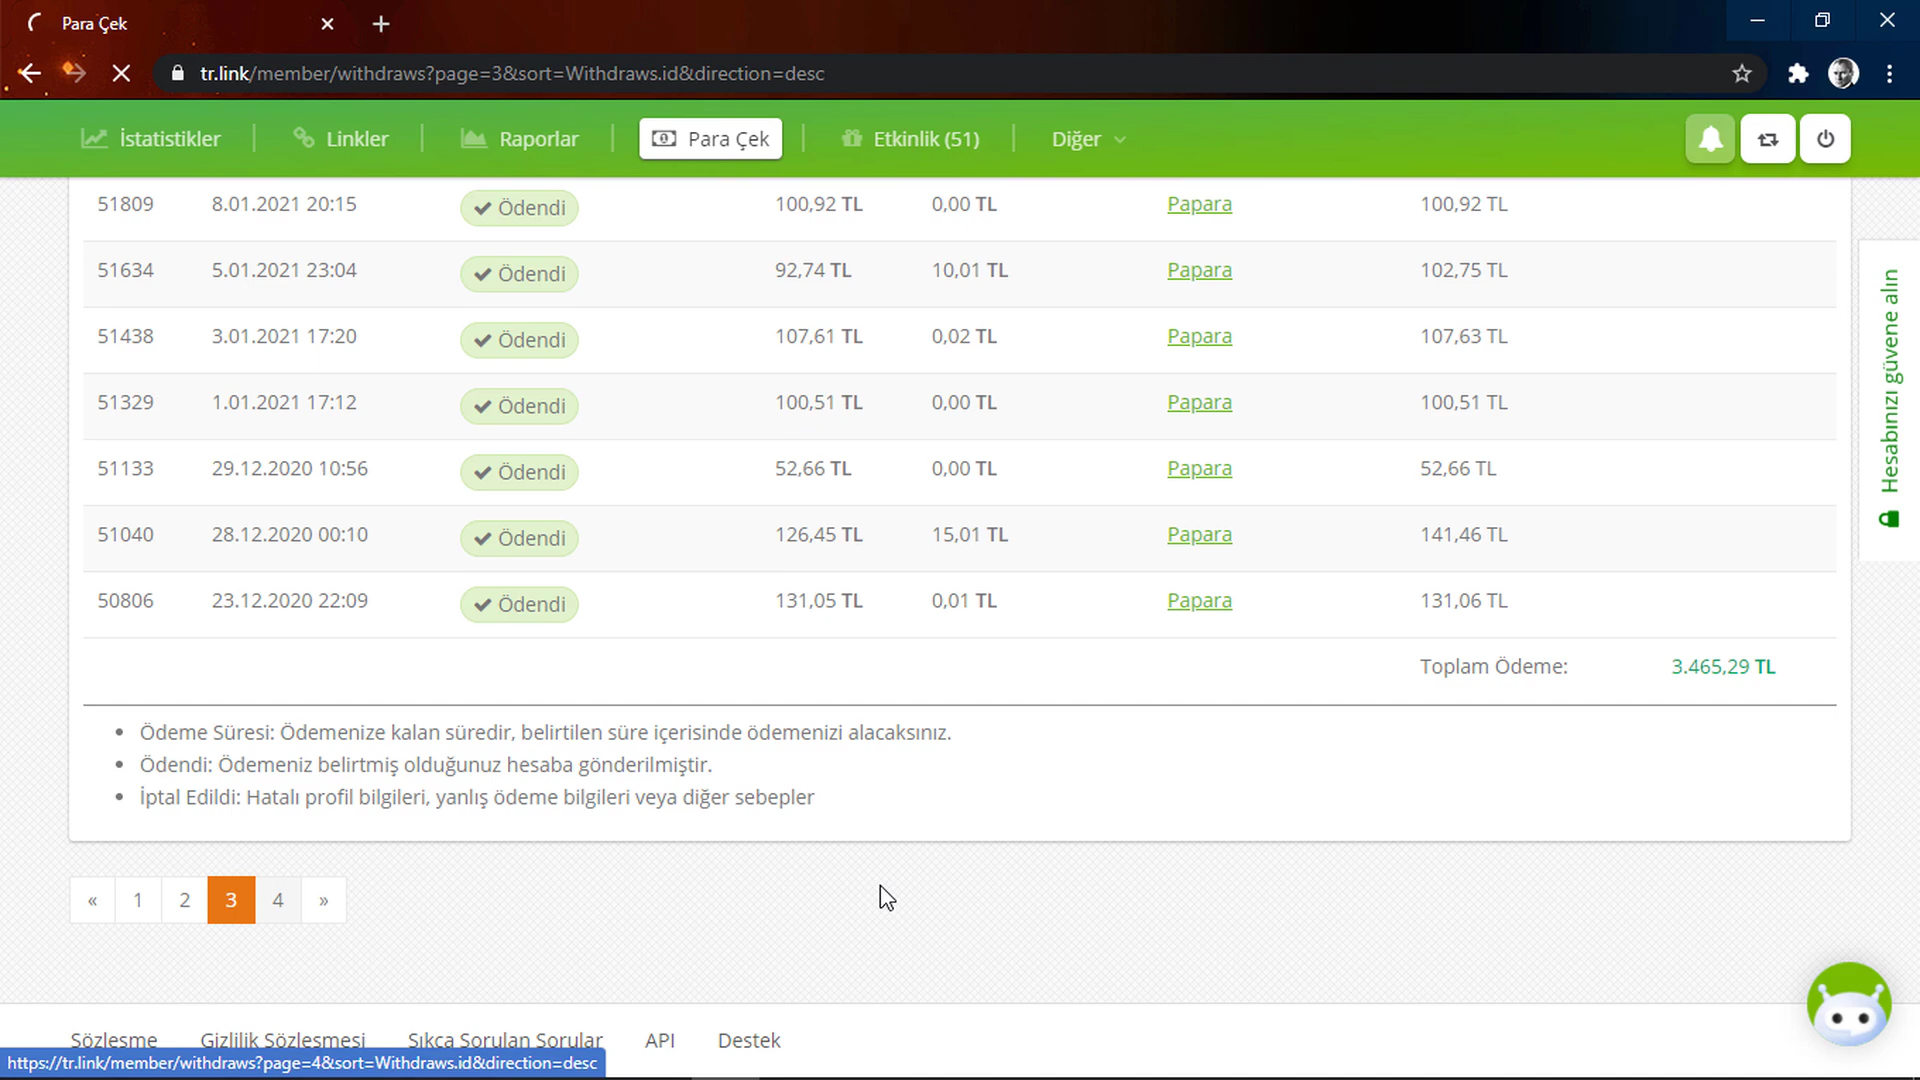 Para Çek
tr.link/member/withdraws?page=3&sort=Withdraws.id&direction=desc
İstatistikler
Linkler
Raporlar
Para Çek
Etkinlik (51)
Diğer
51809 8.01.2021 20:15 Ödendi 100,92 TL 0,00 TL Papara 100,92 TL
51634 5.01.2021 23:04 Ödendi 92,74 TL 10,01 TL Papara 102,75 TL
51438 3.01.2021 17:20 Ödendi 107,61 TL 0,02 TL Papara 107,63 TL
51329 1.01.2021 17:12 Ödendi 100,51 TL 0,00 TL Papara 100,51 TL
51133 29.12.2020 10:56 Ödendi 52,66 TL 0,00 TL Papara 52,66 TL
51040 28.12.2020 00:10 Ödendi 126,45 TL 15,01 TL Papara 141,46 TL
50806 23.12.2020 22:09 Ödendi 131,05 TL 0,01 TL Papara 131,06 TL
Toplam Ödeme: 3.465,29 TL
Hesabınızı güvene alın
• Ödeme Süresi: Ödemenize kalan süredir, belirtilen süre içerisinde ödemenizi alacaksınız.
• Ödendi: Ödemeniz belirtmiş olduğunuz hesaba gönderilmiştir.
• İptal Edildi: Hatalı profil bilgileri, yanlış ödeme bilgileri veya diğer sebepler
« 1 2 3 4 »
Sözleşme Gizlilik Sözleşmesi Sıkca Sorulan Sorular API Destek
https://tr.link/member/withdraws?page=4&sort=Withdraws.id&direction=desc